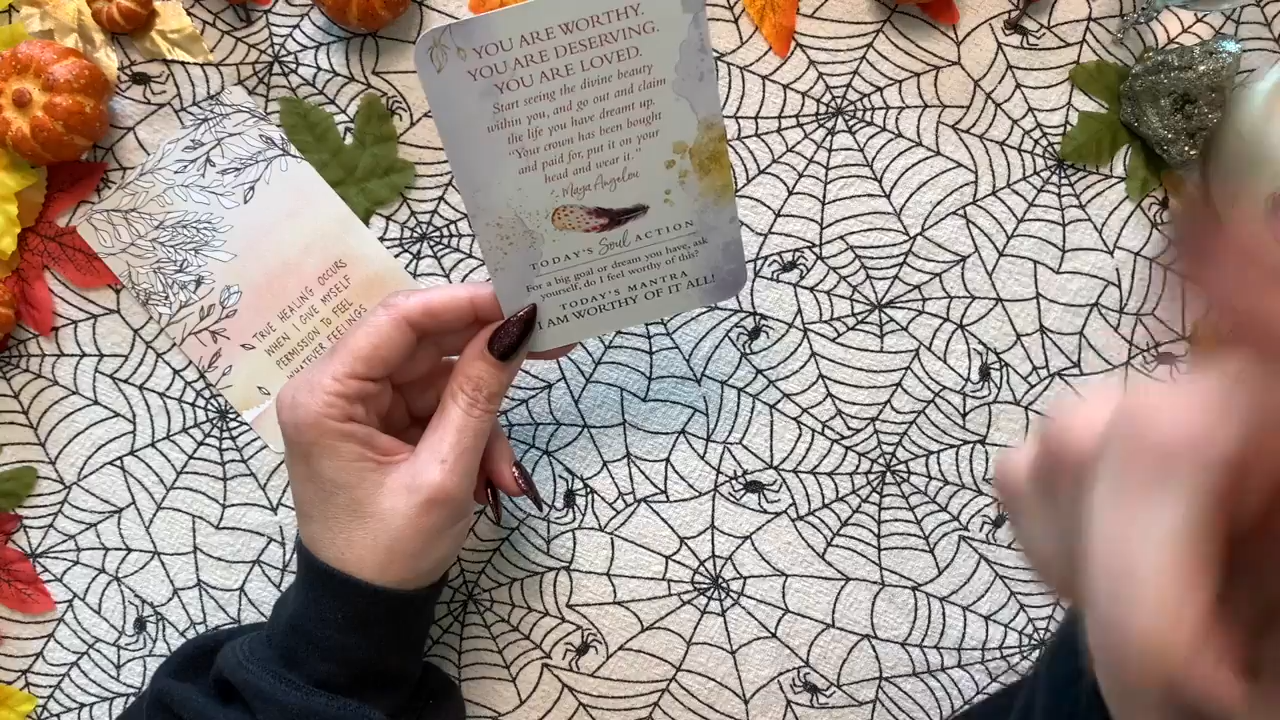 YOU ARE WORTHY.
YOU ARE DESERVING.
YOU ARE LOVED.
Start seeing the divine beauty
within you, and go out and claim
the life you have dreamt up.
"Your crown has been bought
and paid for, put it on your
head and wear it."
- Maya Angelou
TODAY'S Soul ACTION
For a big goal or dream you have, ask
yourself, do I feel worthy of this?
TODAY'S MANTRA
I AM WORTHY OF IT ALL!
TRUE HEALING OCCURS
WHEN I GIVE MYSELF
PERMISSION TO FEEL
WHATEVER FEELINGS